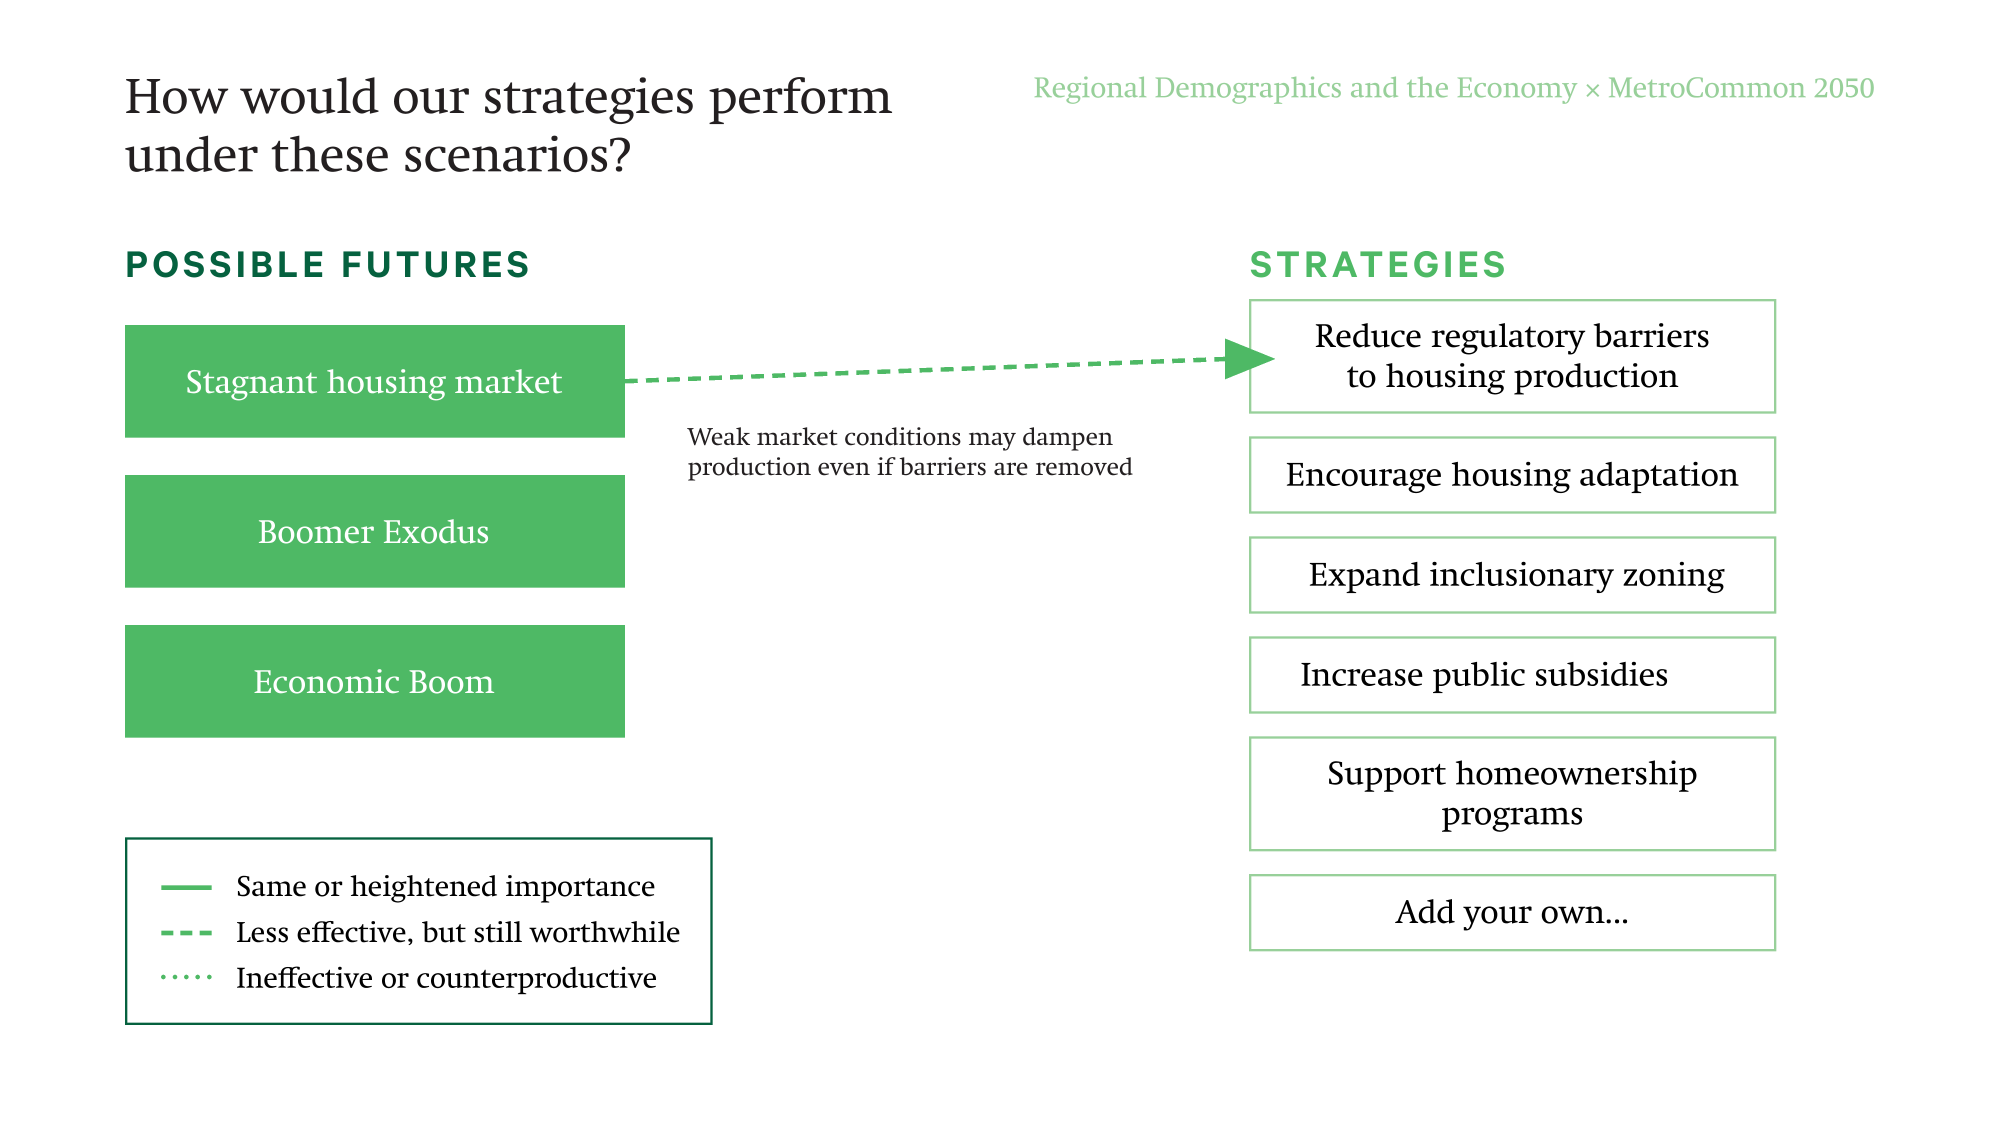 How would our strategies perform
under these scenarios?
Regional Demographics and the Economy × MetroCommon 2050
POSSIBLE FUTURES
Stagnant housing market
Boomer Exodus
Economic Boom
Weak market conditions may dampen
production even if barriers are removed
STRATEGIES
Reduce regulatory barriers
to housing production
Encourage housing adaptation
Expand inclusionary zoning
Increase public subsidies
Support homeownership
programs
Add your own...
Same or heightened importance
Less effective, but still worthwhile
Ineffective or counterproductive